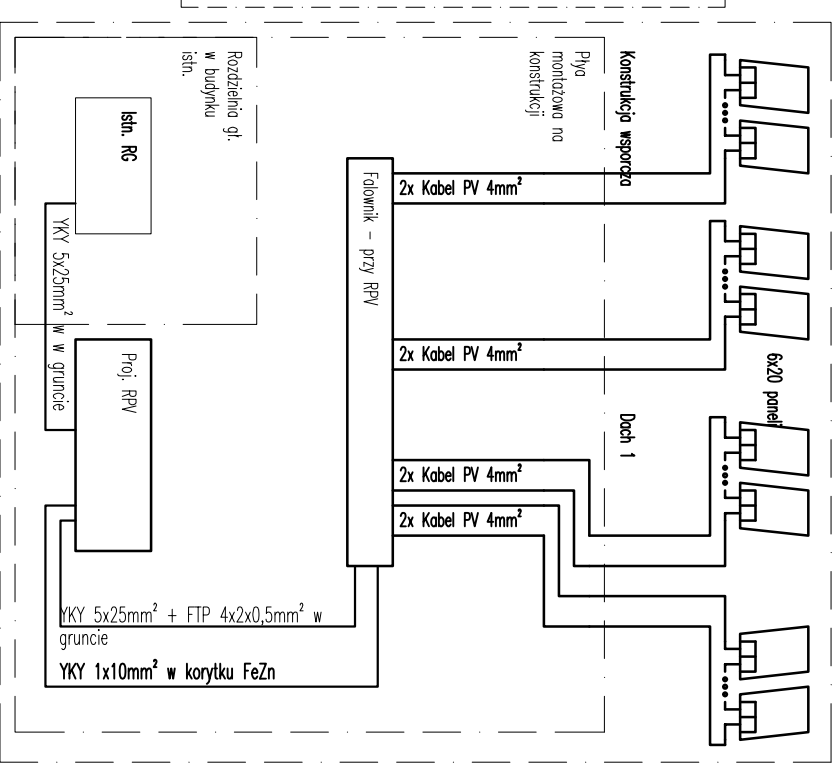 Rozdzielnia gł.
w budynku
istn.
Istn. RG
YKY 5x25mm² w w gruncie
Proj. RPV
Falownik - przy RPV
Płya
montażowa na
konstrukcji
Konstrukcja wsporcza
2x Kabel PV 4mm²
2x Kabel PV 4mm²
2x Kabel PV 4mm²
2x Kabel PV 4mm²
Dach 1
6x20 paneli
YKY 5x25mm² + FTP 4x2x0,5mm² w
gruncie
YKY 1x10mm² w korytku FeZn